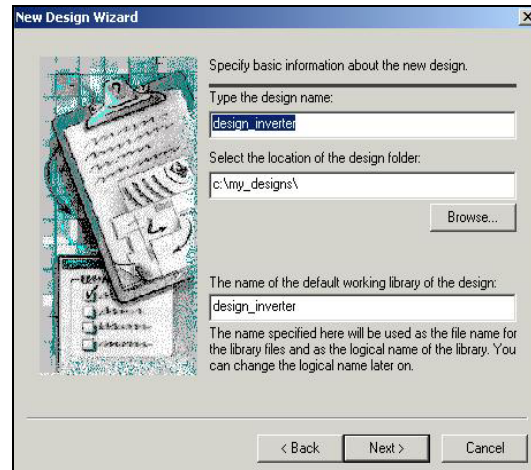 New Design Wizard
Specify basic information about the new design.
Type the design name:
design_inverter
Select the location of the design folder:
c:\my_designs\
Browse...
The name of the default working library of the design:
design_inverter
The name specified here will be used as the file name for
the library files and as the logical name of the library. You
can change the logical name later on.
< Back
Next >
Cancel